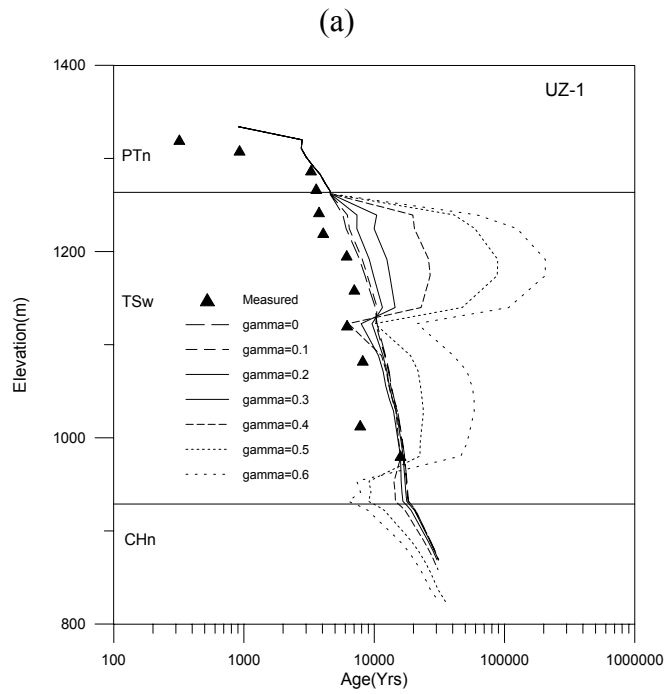 (a)
1400
UZ-1
PTn
1200
TSw
Measured
gamma=0
gamma=0.1
gamma=0.2
gamma=0.3
gamma=0.4
gamma=0.5
gamma=0.6
Elevation(m)
1000
CHn
800
100 1000 10000 100000 1000000
Age(Yrs)